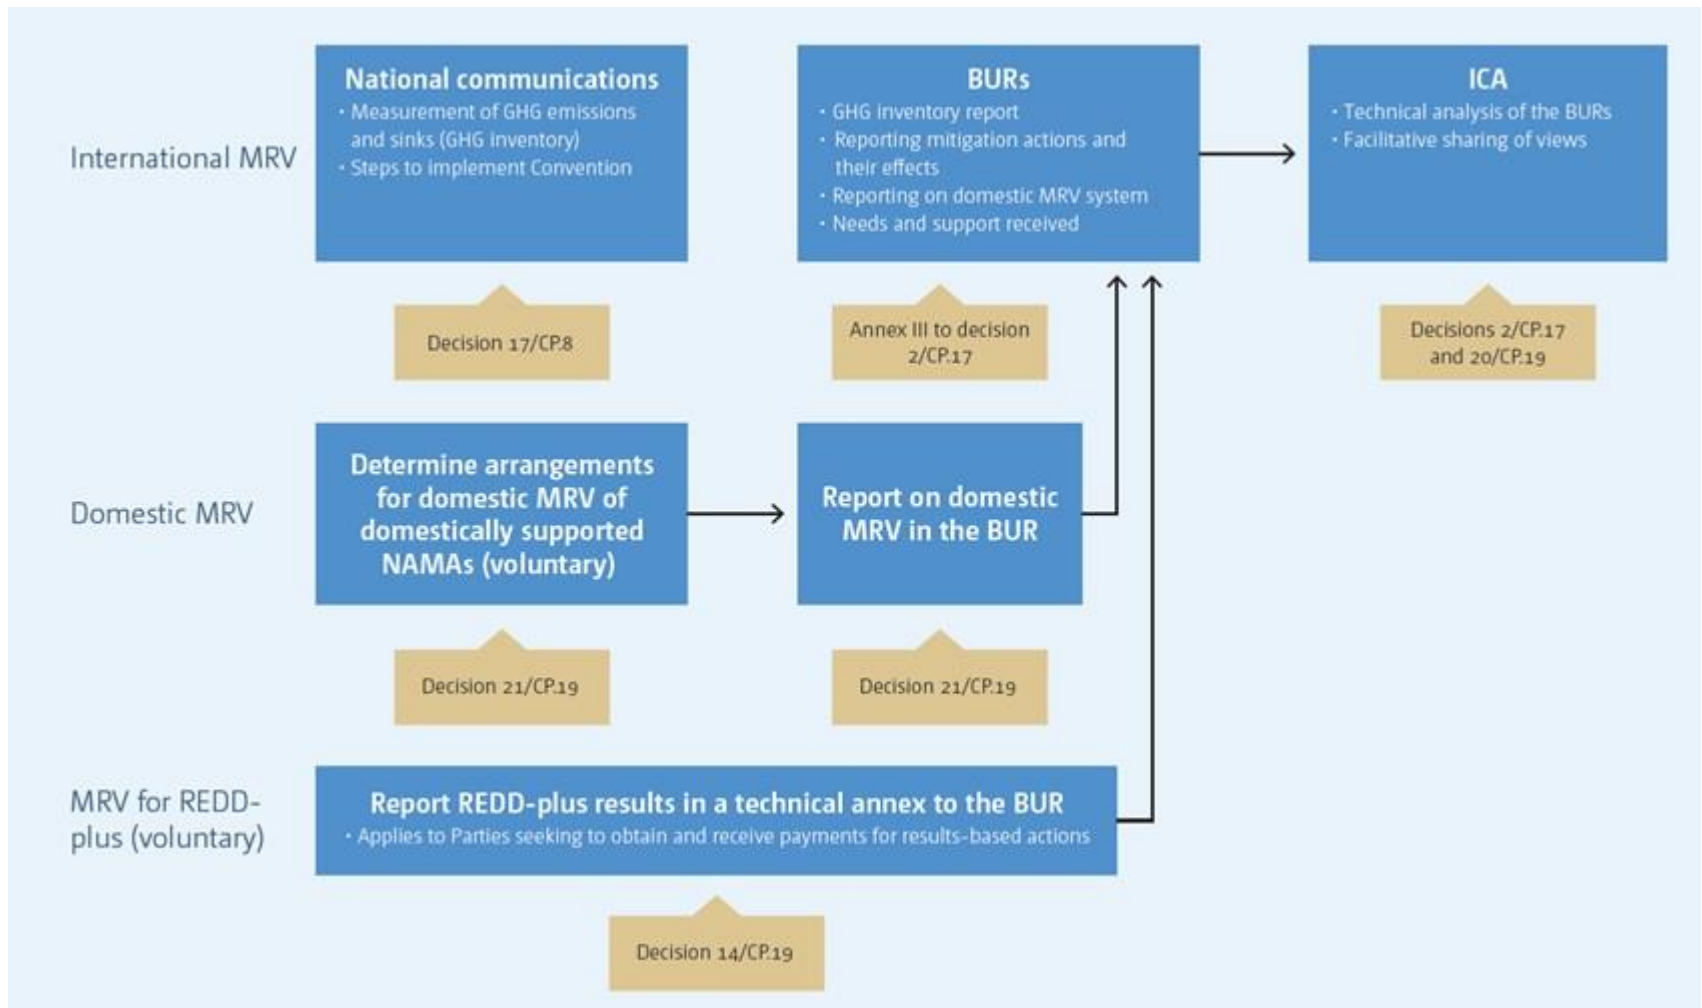 International MRV
National communications
· Measurement of GHG emissions
and sinks (GHG inventory)
· Steps to implement Convention
BURs
· GHG inventory report
· Reporting mitigation actions and
their effects
· Reporting on domestic MRV system
· Needs and support received
ICA
· Technical analysis of the BURs
· Facilitative sharing of views
Decision 17/CP.8
Annex III to decision
2/CP.17
Decisions 2/CP.17
and 20/CP.19
Domestic MRV
Determine arrangements
for domestic MRV of
domestically supported
NAMAs (voluntary)
Report on domestic
MRV in the BUR
Decision 21/CP.19
Decision 21/CP.19
MRV for REDD-
plus (voluntary)
Report REDD-plus results in a technical annex to the BUR
· Applies to Parties seeking to obtain and receive payments for results-based actions
Decision 14/CP.19